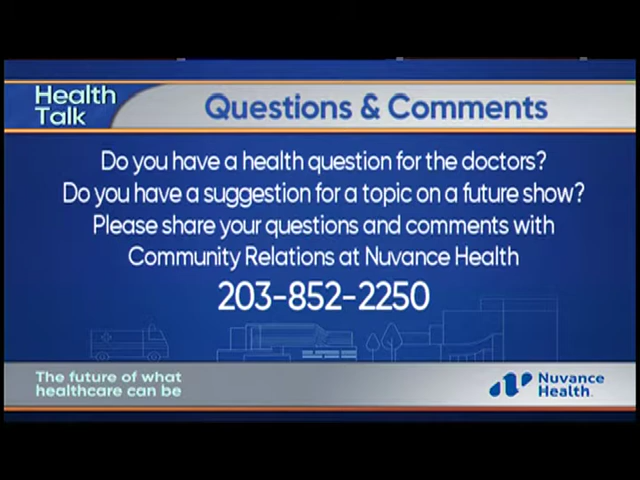 Health
Talk
Questions & Comments
Do you have a health question for the doctors?
Do you have a suggestion for a topic on a future show?
Please share your questions and comments with
Community Relations at Nuvance Health
203-852-2250
The future of what
healthcare can be
Nuvance
Health